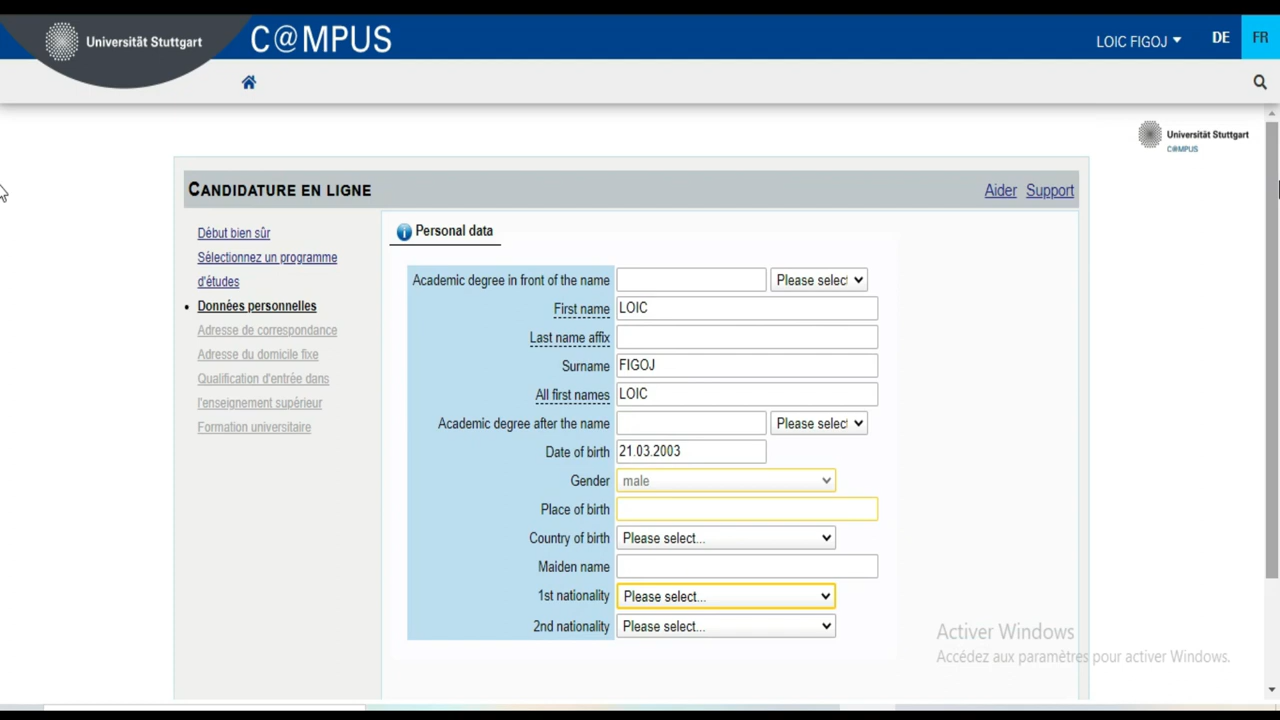 Universität Stuttgart
C@MPUS
LOIC FIGOJ
DE
FR
Universität Stuttgart
C@MPUS
CANDIDATURE EN LIGNE
Aider Support
Début bien sûr
Sélectionnez un programme
d'études
Données personnelles
Adresse de correspondance
Adresse du domicile fixe
Qualification d'entrée dans
l'enseignement supérieur
Formation universitaire
Personal data
Academic degree in front of the name Please select
First name LOIC
Last name affix
Surname FIGOJ
All first names LOIC
Academic degree after the name Please select
Date of birth 21.03.2003
Gender male
Place of birth
Country of birth Please select...
Maiden name
1st nationality Please select...
2nd nationality Please select...
Activer Windows
Accédez aux paramètres pour activer Windows.